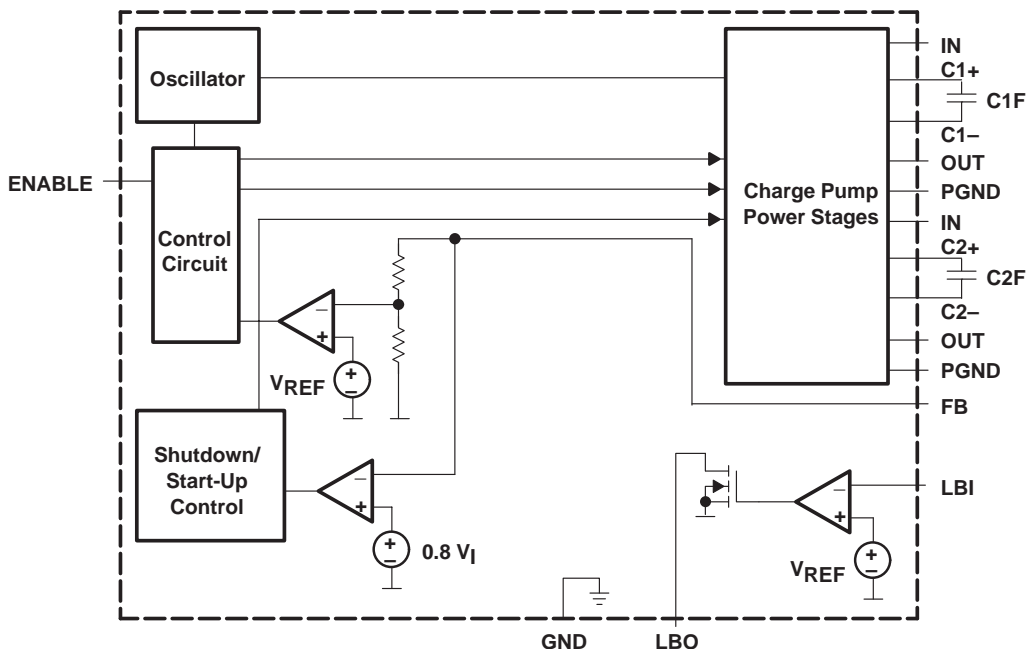 Oscillator
ENABLE
Control
Circuit
Charge Pump
Power Stages
IN
C1+
C1F
C1–
OUT
PGND
IN
C2+
C2F
C2–
OUT
PGND
FB
–
+
+
–
VREF
Shutdown/
Start-Up
Control
–
+
+
–
0.8 VI
LBI
–
+
+
–
VREF
GND
LBO